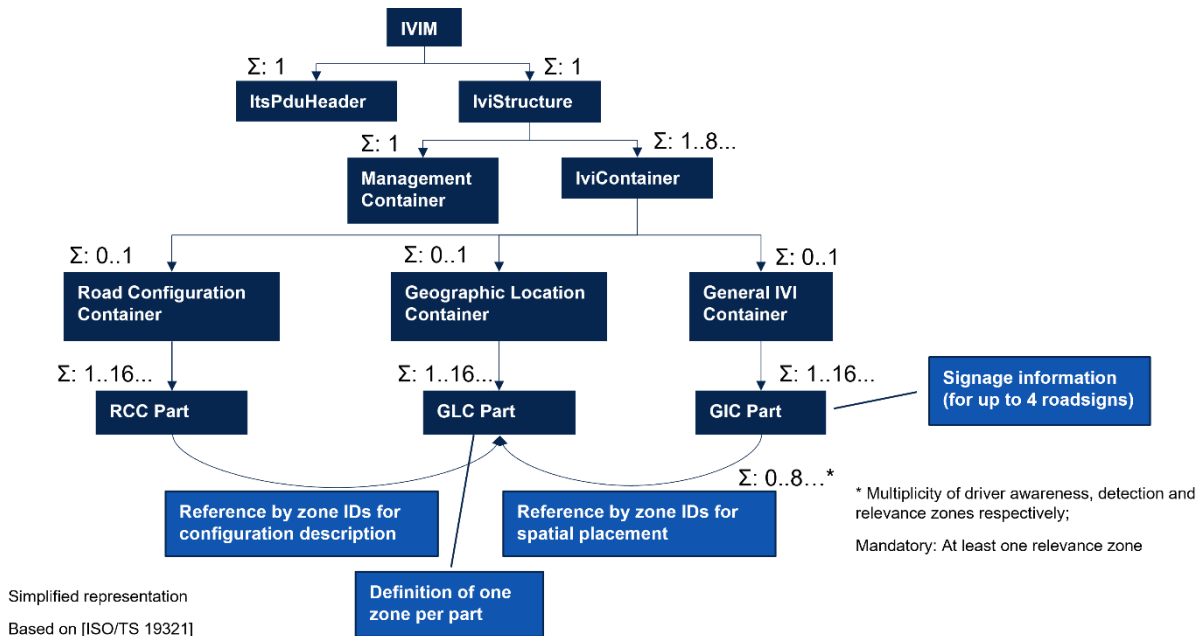 IVIM
Σ: 1
Σ: 1
ItsPduHeader
IviStructure
Σ: 1
Σ: 1..8...
Management
Container
IviContainer
Σ: 0..1
Σ: 0..1
Σ: 0..1
Road Configuration
Container
Geographic Location
Container
General IVI
Container
Σ: 1..16...
Σ: 1..16...
Σ: 1..16...
RCC Part
GLC Part
GIC Part
Signage information
(for up to 4 roadsigns)
Σ: 0..8...*
Reference by zone IDs for
configuration description
Reference by zone IDs for
spatial placement
* Multiplicity of driver awareness, detection and
relevance zones respectively;
Mandatory: At least one relevance zone
Definition of one
zone per part
Simplified representation
Based on [ISO/TS 19321]